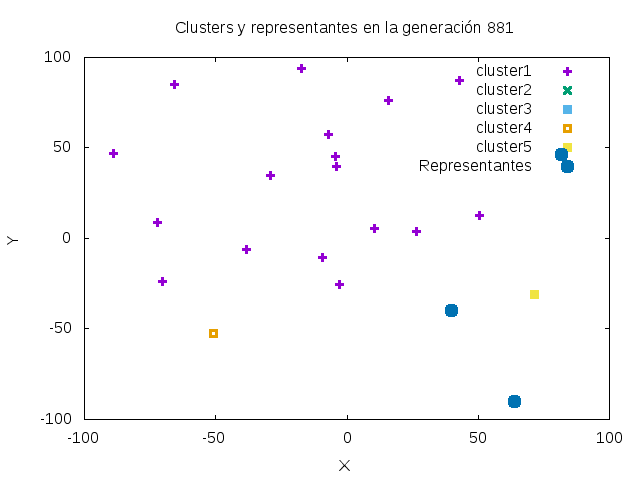 Clusters y representantes en la generación 881
100
50
0
-50
-100
Y
cluster1
cluster2
cluster3
cluster4
cluster5
Representantes
-100
-50
0
50
100
X